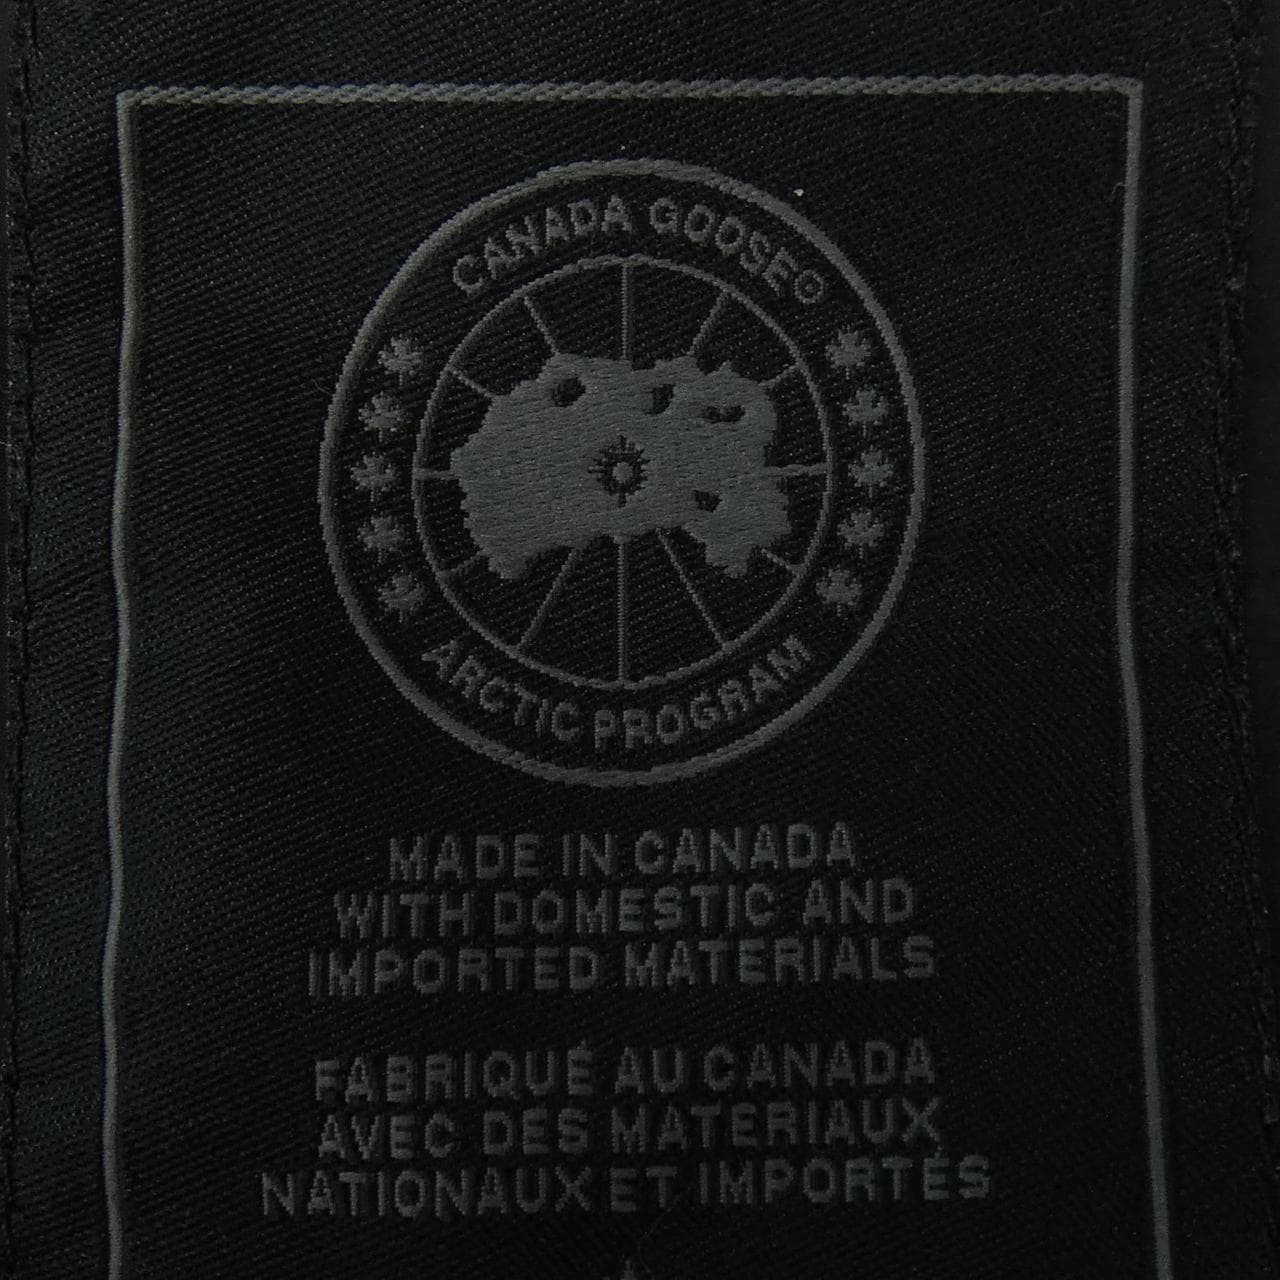 CANADA GOOSE®
ARCTIC PROGRAM
MADE IN CANADA
WITH DOMESTIC AND
IMPORTED MATERIALS
FABRIQUÉ AU CANADA
AVEC DES MATERIAUX
NATIONAUX ET IMPORTÉS